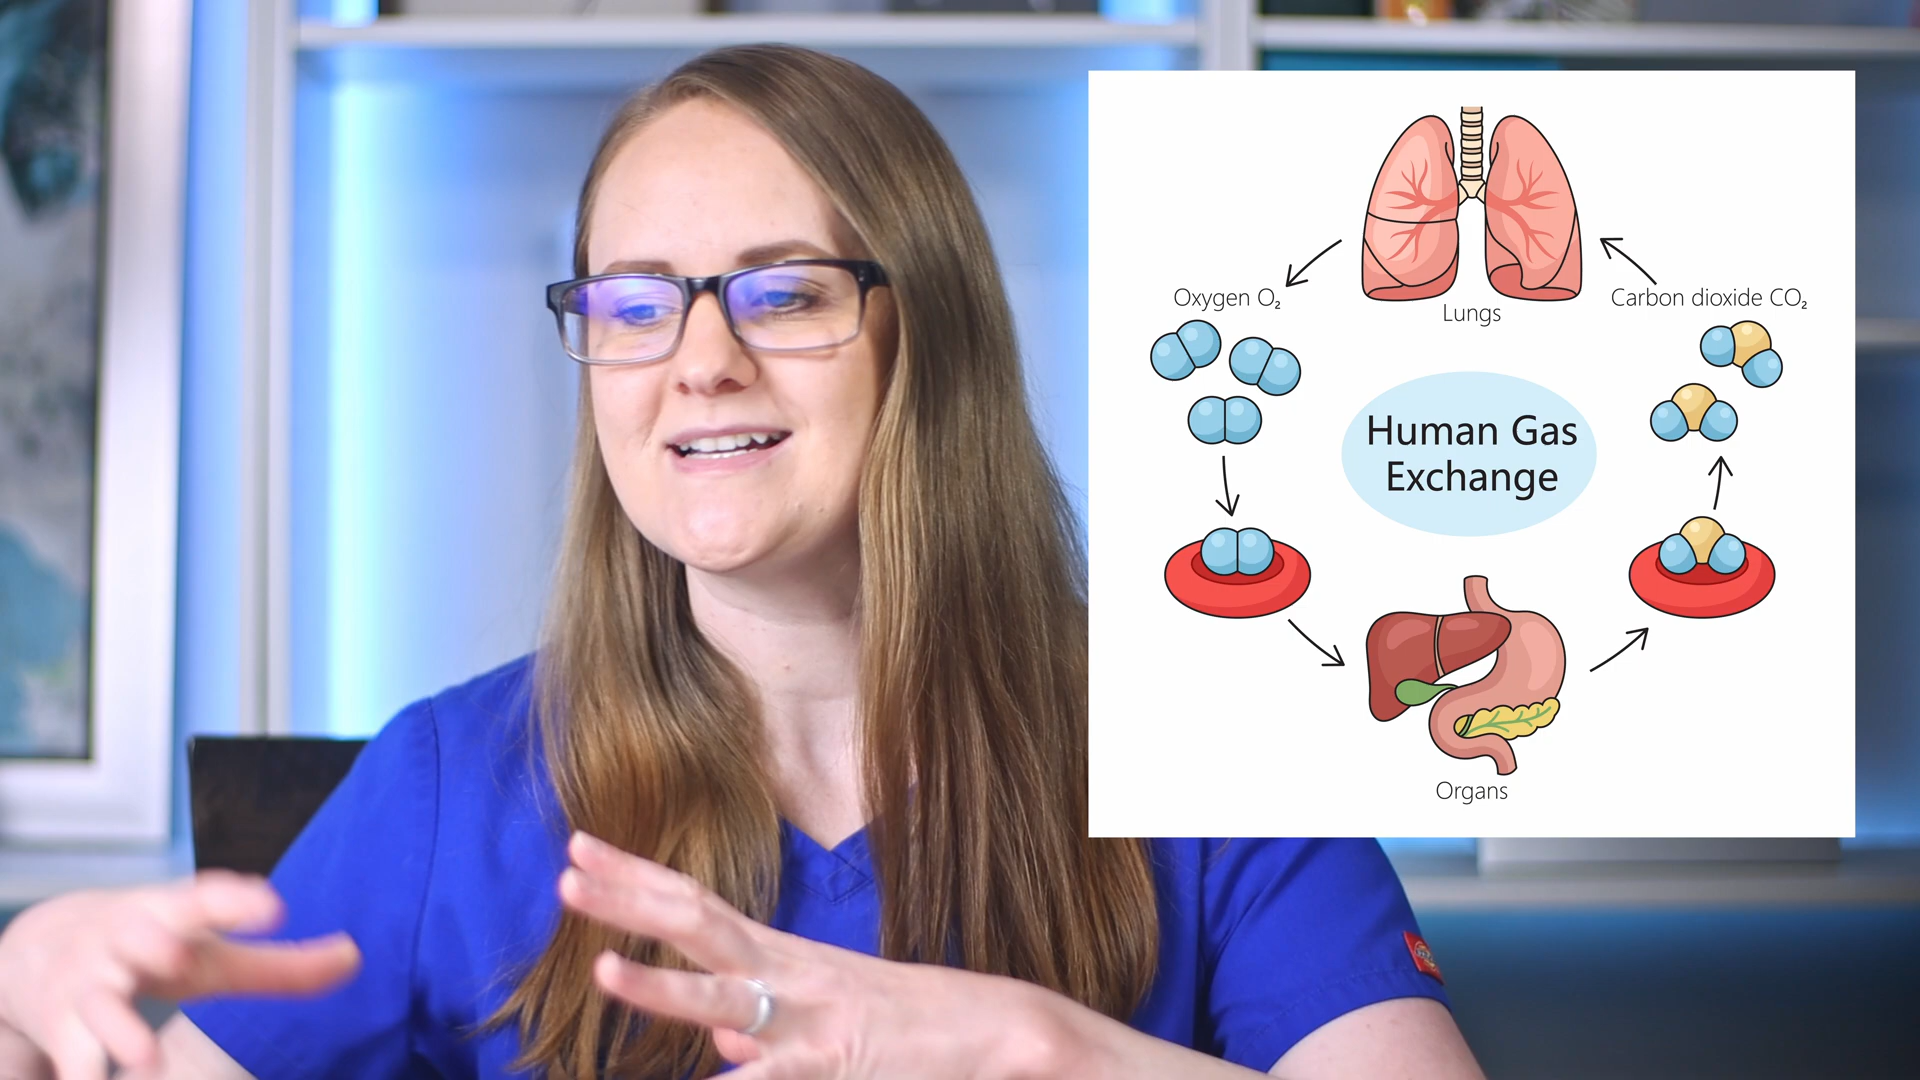 Oxygen O₂
Lungs
Carbon dioxide CO₂
Human Gas
Exchange
Organs